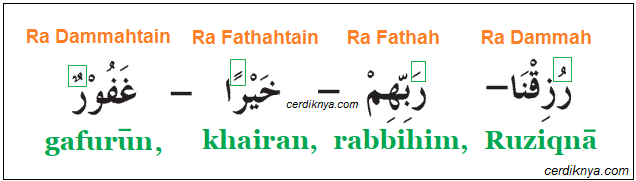 Ra Dammahtain Ra Fathahtain Ra Fathah Ra Dammah
رُزِقْنَا – رَبِّهِمْ – خَيْرًا – غَفُوْرٌ
cerdiknya.com
gafurūn, khairan, rabbihim, Ruziqnā
cerdiknya.com